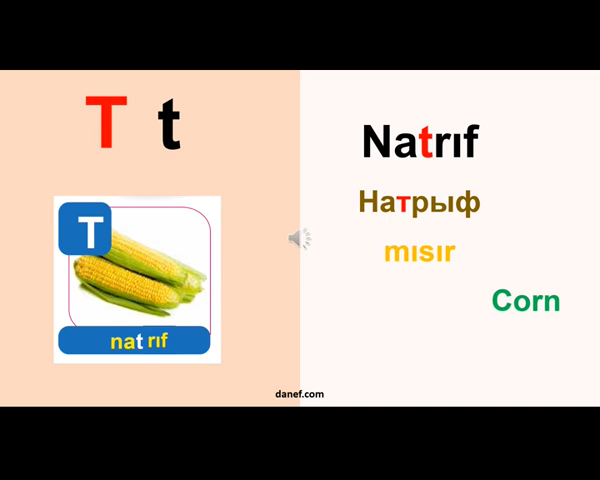 T t
T
natrıf
Natrıf
Натрыф
mısır
Corn
danef.com